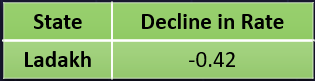 State Decline in Rate
Ladakh -0.42